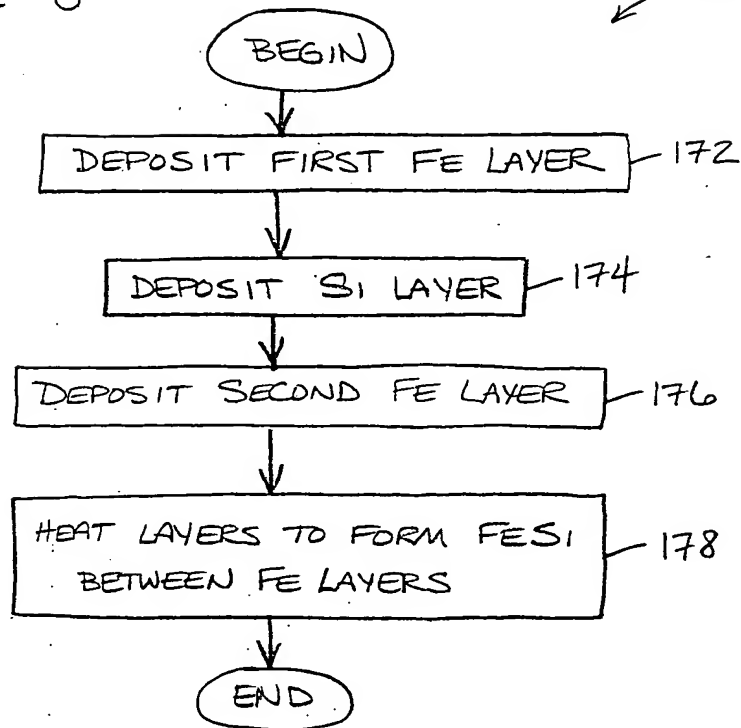 BEGIN
DEPOSIT FIRST FE LAYER 172
DEPOSIT Si LAYER 174
DEPOSIT SECOND FE LAYER 176
HEAT LAYERS TO FORM FESi
BETWEEN FE LAYERS 178
END